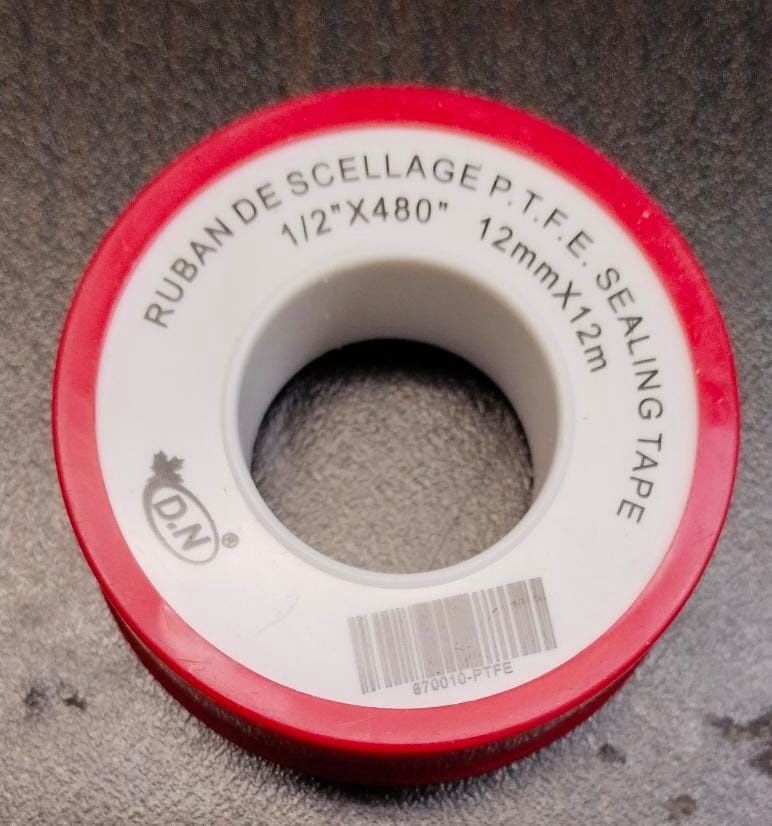 RUBAN DE SCELLAGE P.T.F.E. SEALING TAPE
1/2"X480" 12mmX12m
D.N ®
670010-PTFE